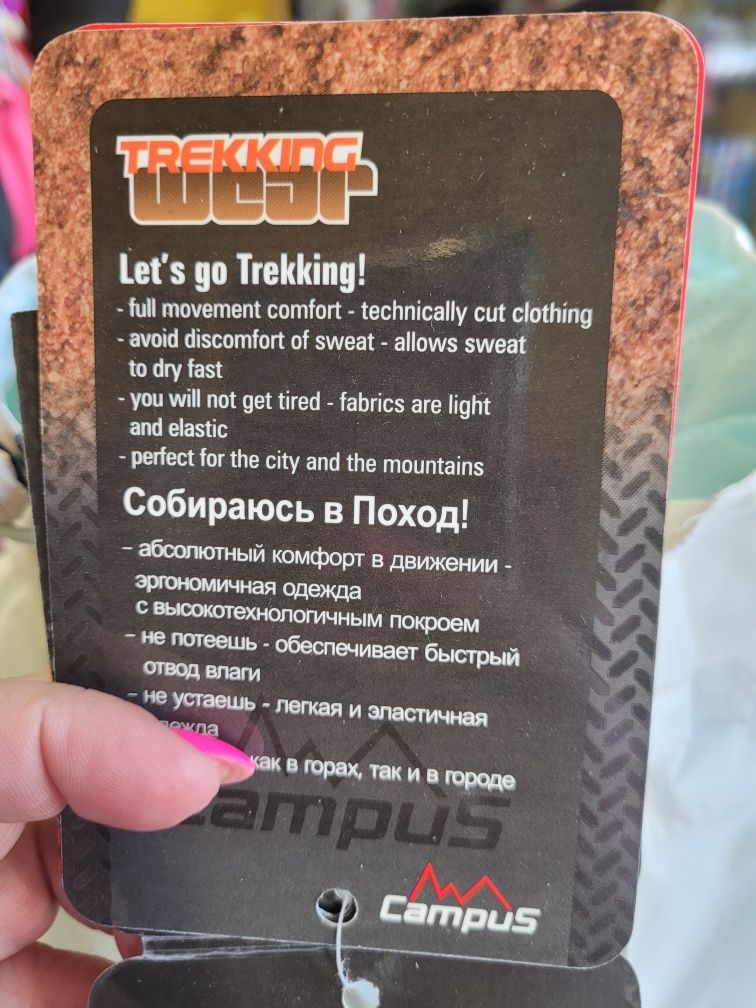 TREKKING
wear
Let's go Trekking!
- full movement comfort - technically cut clothing
- avoid discomfort of sweat - allows sweat
to dry fast
- you will not get tired - fabrics are light
and elastic
- perfect for the city and the mountains
Собираюсь в Поход!
- абсолютный комфорт в движении -
эргономичная одежда
с высокотехнологичным покроем
- не потеешь - обеспечивает быстрый
отвод влаги
- не устаешь - легкая и эластичная
как в горах, так и в городе
Campus
Campus